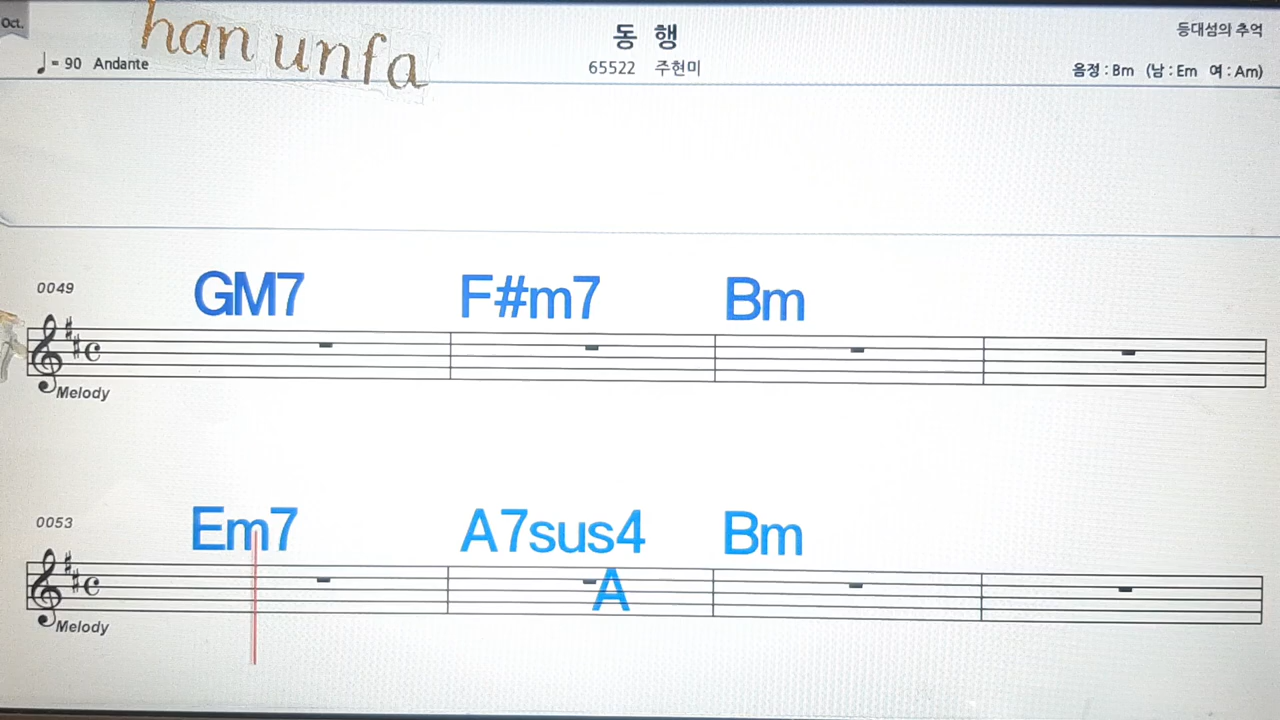 Oct.
han unfa
동 행
등대섬의 추억
♩= 90 Andante
65522 주현미
음정 : Bm (남 : Em 여 : Am)
0049
GM7 F#m7 Bm
Melody
0053
Em7 A7sus4 Bm
A
Melody